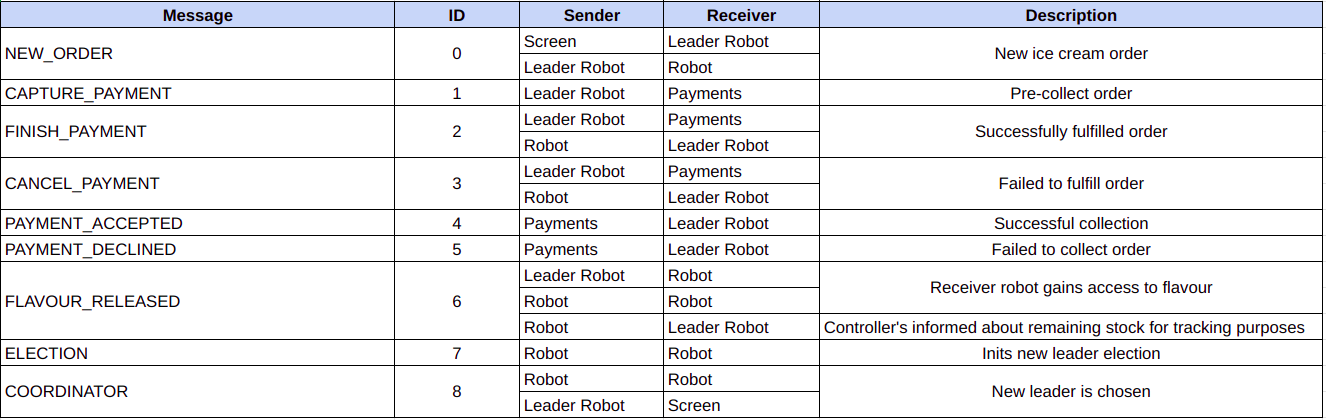 Message ID Sender Receiver Description
NEW_ORDER 0 Screen Leader Robot New ice cream order
Leader Robot Robot
CAPTURE_PAYMENT 1 Leader Robot Payments Pre-collect order
FINISH_PAYMENT 2 Leader Robot Payments Successfully fulfilled order
Robot Leader Robot
CANCEL_PAYMENT 3 Leader Robot Payments Failed to fulfill order
Robot Leader Robot
PAYMENT_ACCEPTED 4 Payments Leader Robot Successful collection
PAYMENT_DECLINED 5 Payments Leader Robot Failed to collect order
FLAVOUR_RELEASED 6 Leader Robot Robot Receiver robot gains access to flavour
Robot Robot
Robot Leader Robot Controller's informed about remaining stock for tracking purposes
ELECTION 7 Robot Robot Inits new leader election
COORDINATOR 8 Robot Robot New leader is chosen
Leader Robot Screen